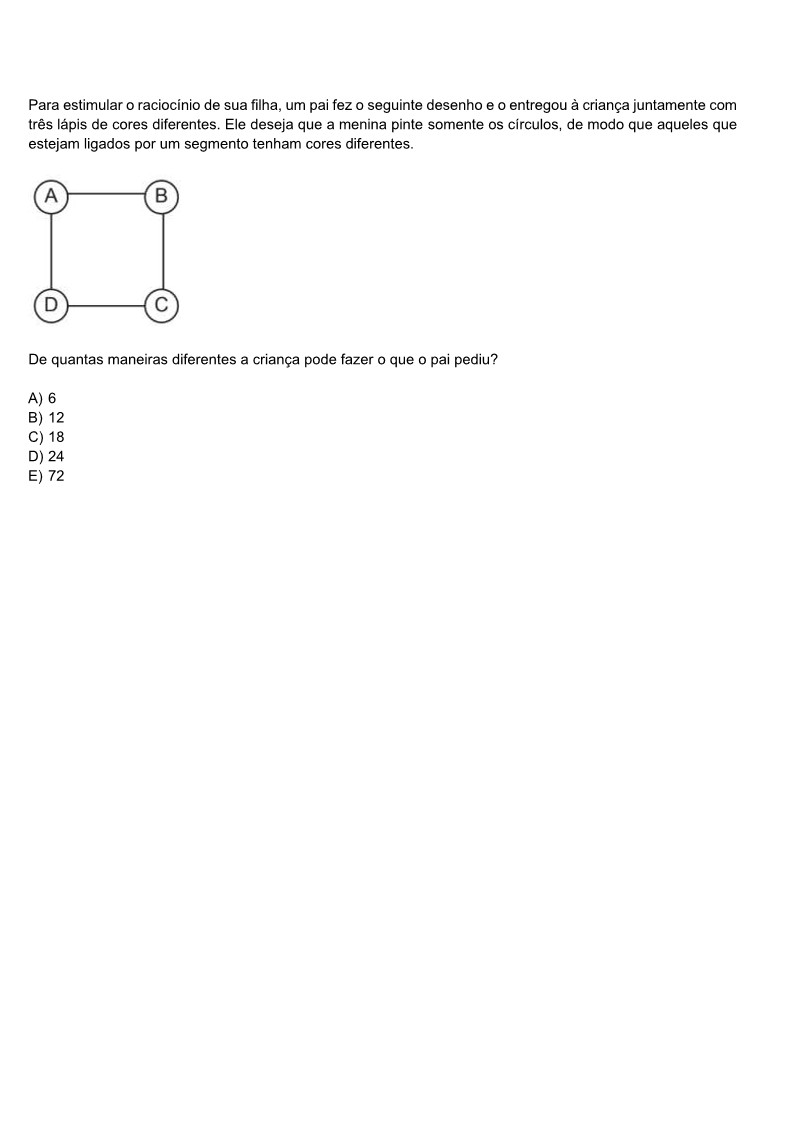 Para estimular o raciocínio de sua filha, um pai fez o seguinte desenho e o entregou à criança juntamente com
três lápis de cores diferentes. Ele deseja que a menina pinte somente os círculos, de modo que aqueles que
estejam ligados por um segmento tenham cores diferentes.
A B
D C
De quantas maneiras diferentes a criança pode fazer o que o pai pediu?
A) 6
B) 12
C) 18
D) 24
E) 72